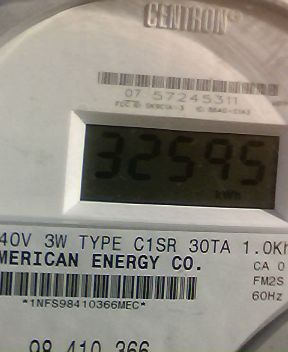 CENTRON®
07 57245311
32595
kWh
40V 3W TYPE C1SR 30TA 1.0Kh
MERICAN ENERGY CO.
CA 0
FM2S
60Hz
*1NFS98410366MEC*
98 410 366